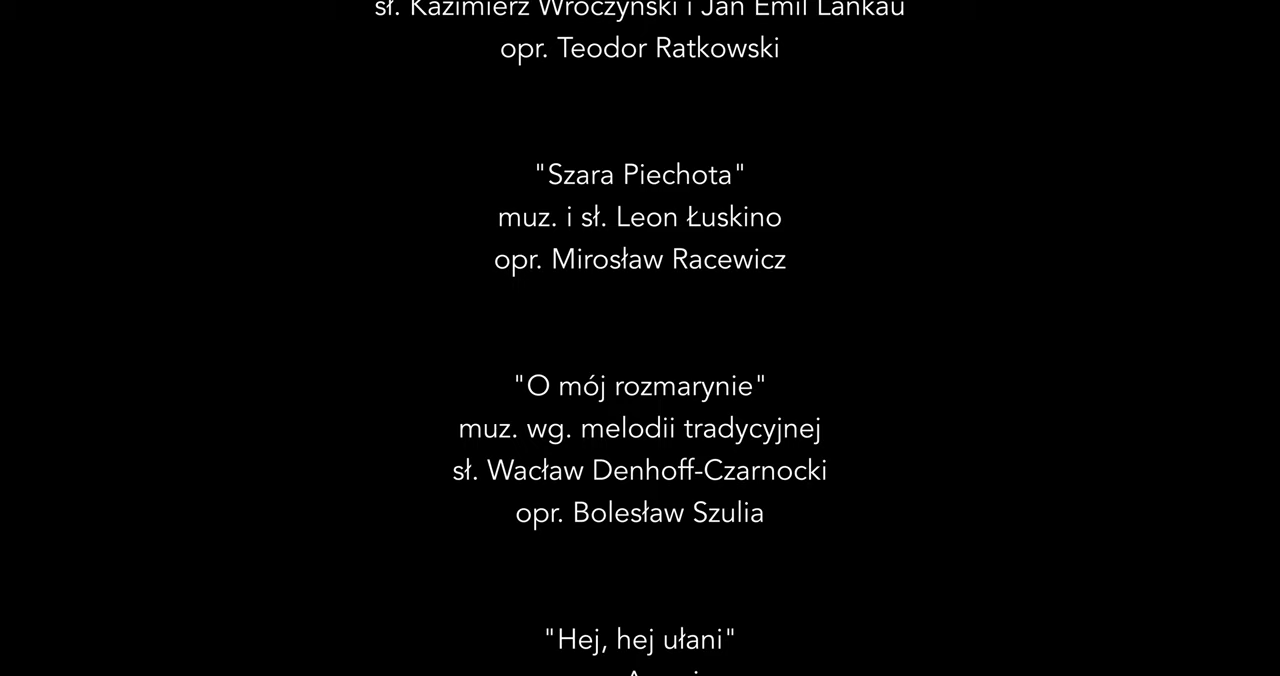 sł. Kazimierz Wroczyński i Jan Emil Lankau
opr. Teodor Ratkowski
"Szara Piechota"
muz. i sł. Leon Łuskino
opr. Mirosław Racewicz
"O mój rozmarynie"
muz. wg. melodii tradycyjnej
sł. Wacław Denhoff-Czarnocki
opr. Bolesław Szulia
"Hej, hej ułani"